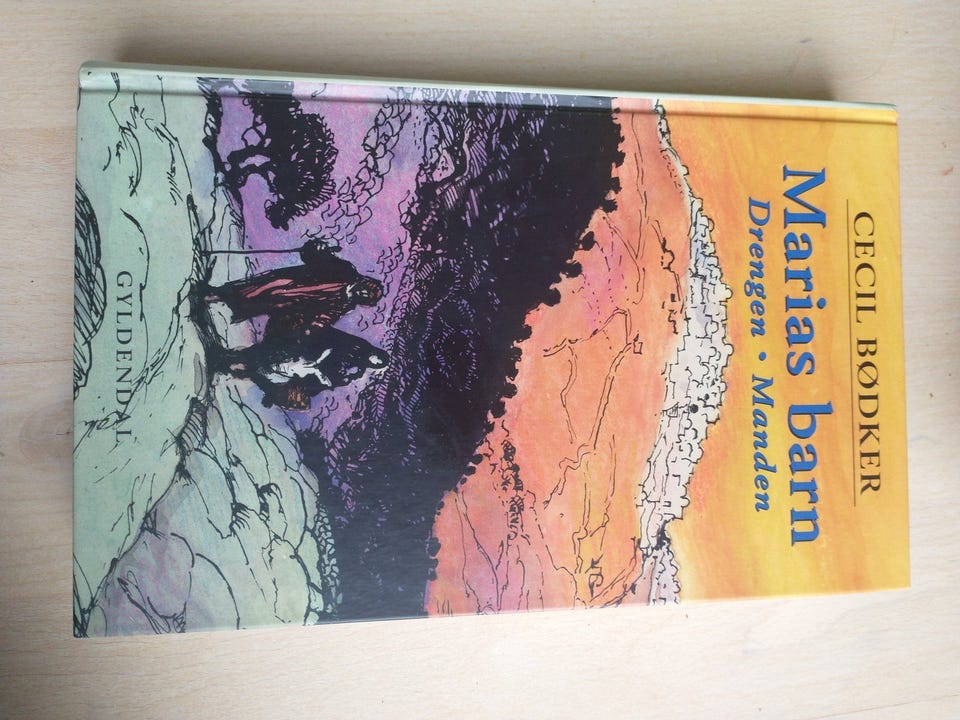 CECIL BØDKER
Marias barn
Drengen · Manden
GYLDENDAL